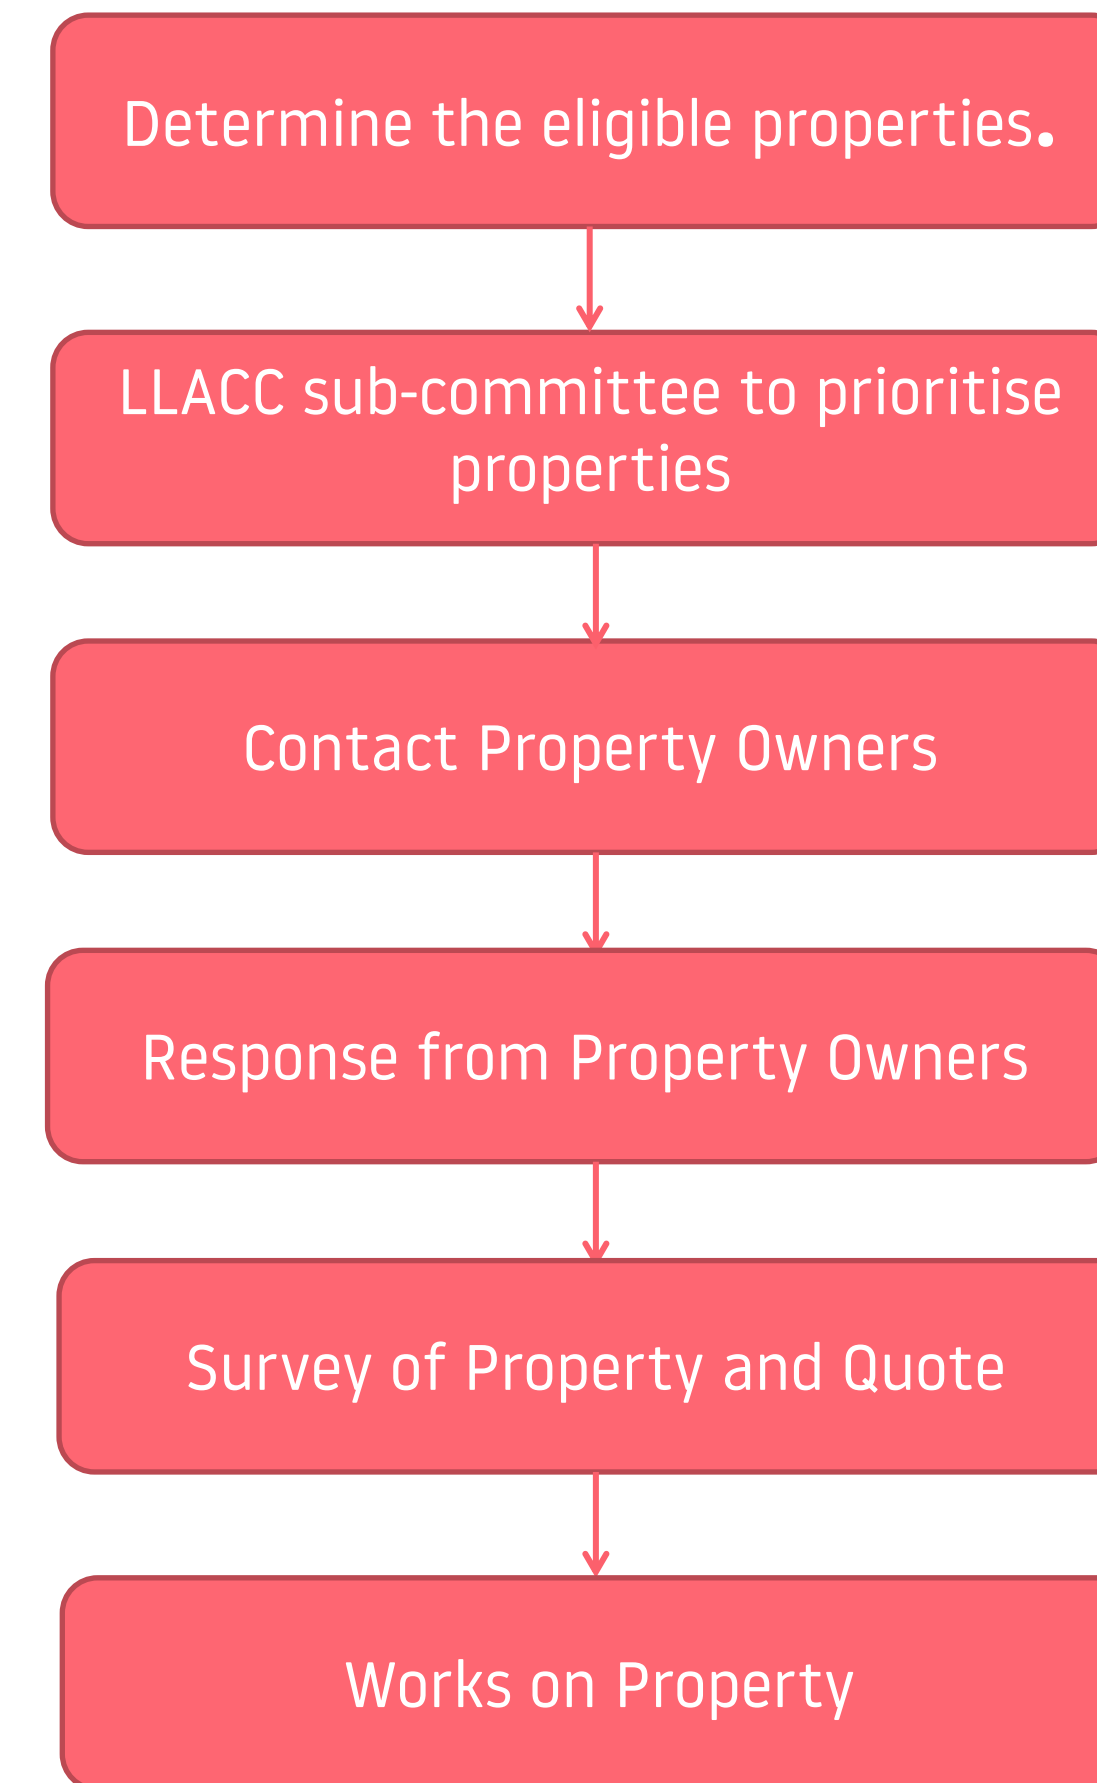 Determine the eligible properties.
LLACC sub-committee to prioritise
properties
Contact Property Owners
Response from Property Owners
Survey of Property and Quote
Works on Property